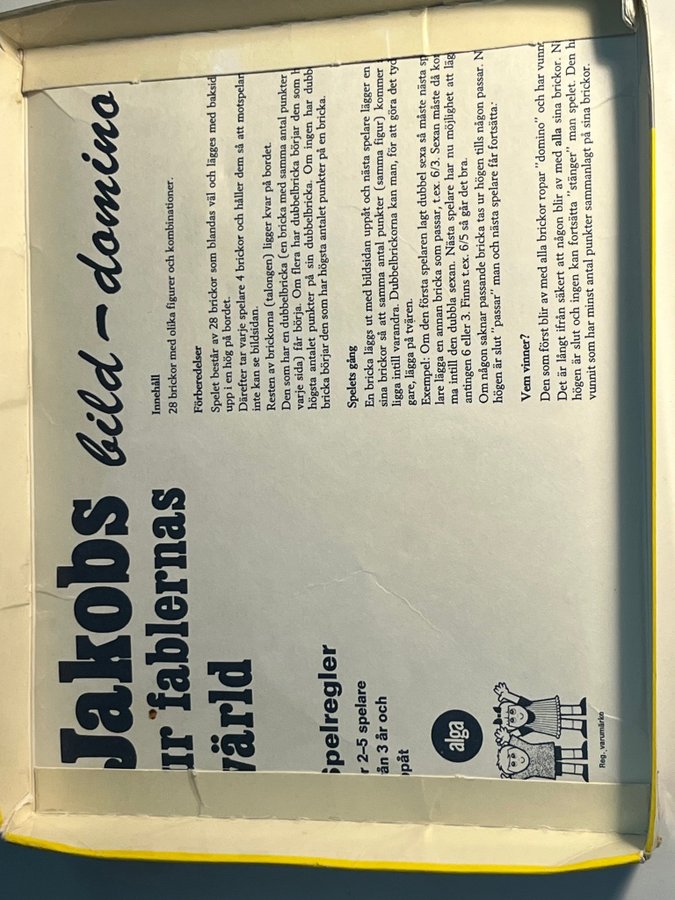 Jakobs bild-domino
ur fablernas
värld
Spelregler
2-5 spelare
3 år och
alga
Reg. varumärke
Innehåll
28 brickor med olika figurer och kombinationer.
Förberedelser
Spelet består av 28 brickor som blandas väl och lägges med baksid
upp i en hög på bordet.
Därefter tar varje spelare 4 brickor och håller dem så att motspelar
inte kan se bildsidan.
Resten av brickorna (talongen) ligger kvar på bordet.
Den som har en dubbelbricka (en bricka med samma antal punkter
varje sida) får börja. Om flera har dubbelbricka börjar den som h
högsta antalet punkter på sin dubbelbricka. Om ingen har dubb
bricka börjar den som har högsta antalet punkter på en bricka.
Spelets gång
En bricka läggs ut med bildsidan uppåt och nästa spelare lägger en
sina brickor så att samma antal punkter (samma figur) kommer
ligga intill varandra. Dubbelbrickorna kan man, för att göra det tyd
gare, lägga på tvären.
Exempel: Om den första spelaren lagt dubbel sexa så måste nästa sp
lare lägga en annan bricka som passar, t.ex. 6/3. Sexan måste då kom
ma intill den dubbla sexan. Nästa spelare har nu möjlighet att läg
antingen 6 eller 3. Finns t.ex. 6/5 så går det bra.
Om någon saknar passande bricka tas ur högen tills någon passar. N
högen är slut "passar" man och nästa spelare får fortsätta:
Vem vinner?
Den som först blir av med alla brickor ropar "domino" och har vunn
Det är långt ifrån säkert att någon blir av med alla sina brickor. N
högen är slut och ingen kan fortsätta "stänger" man spelet. Den h
vunnit som har minst antal punkter sammanlagt på sina brickor.